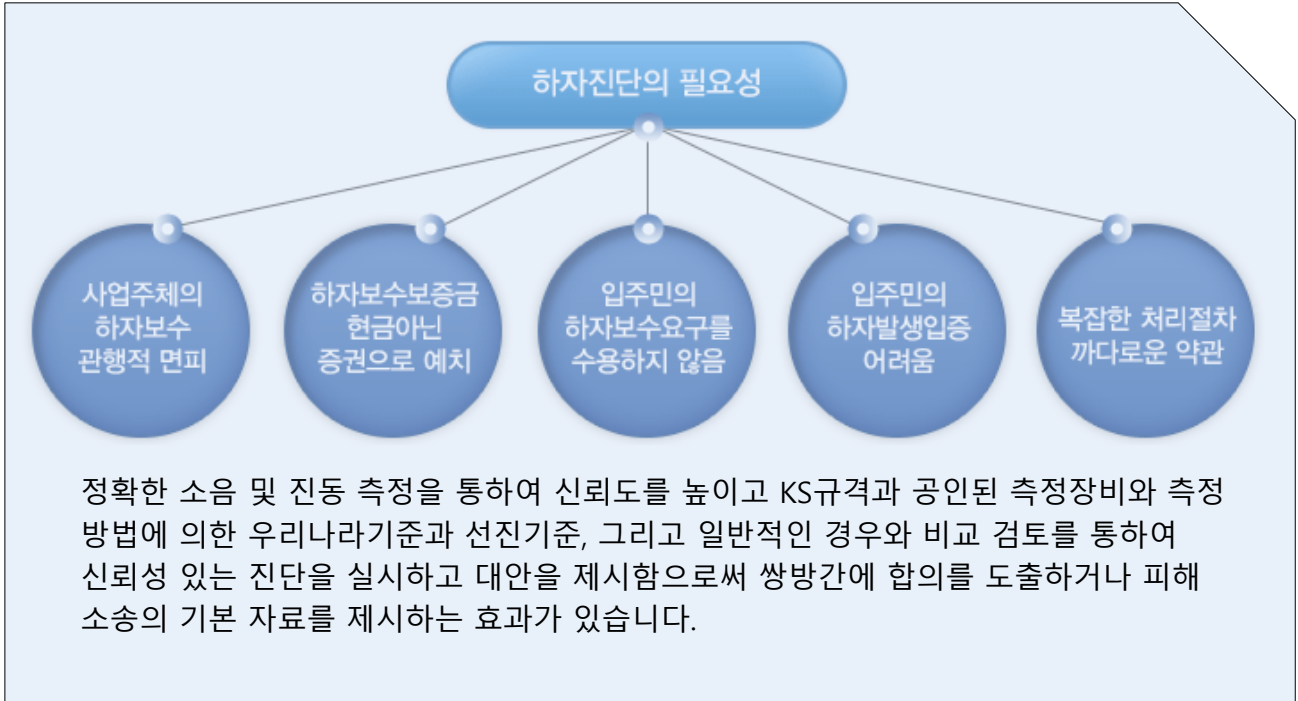 하자진단의 필요성
사업주체의
하자보수
관행적 면피
하자보수보증금
현금아닌
증권으로 예치
입주민의
하자보수요구를
수용하지 않음
입주민의
하자발생입증
어려움
복잡한 처리절차
까다로운 약관
정확한 소음 및 진동 측정을 통하여 신뢰도를 높이고 KS규격과 공인된 측정장비와 측정
방법에 의한 우리나라기준과 선진기준, 그리고 일반적인 경우와 비교 검토를 통하여
신뢰성 있는 진단을 실시하고 대안을 제시함으로써 쌍방간에 합의를 도출하거나 피해
소송의 기본 자료를 제시하는 효과가 있습니다.